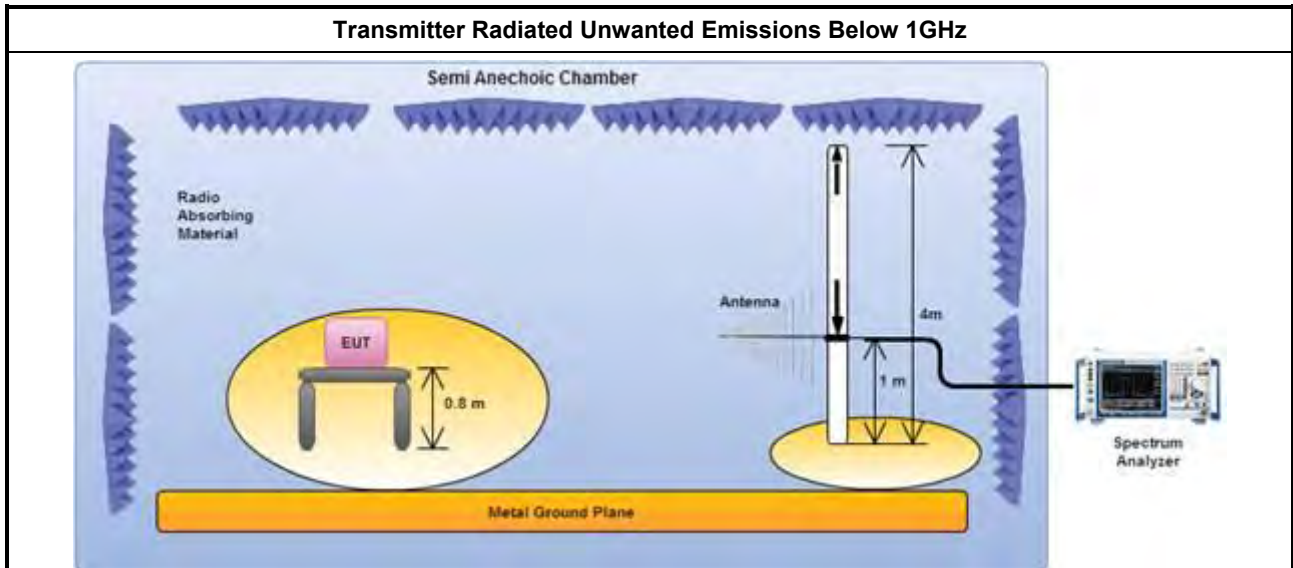 Transmitter Radiated Unwanted Emissions Below 1GHz
Semi Anechoic Chamber
Radio
Absorbing
Material
Antenna
4m
EUT
1 m
0.8 m
Spectrum
Analyzer
Metal Ground Plane